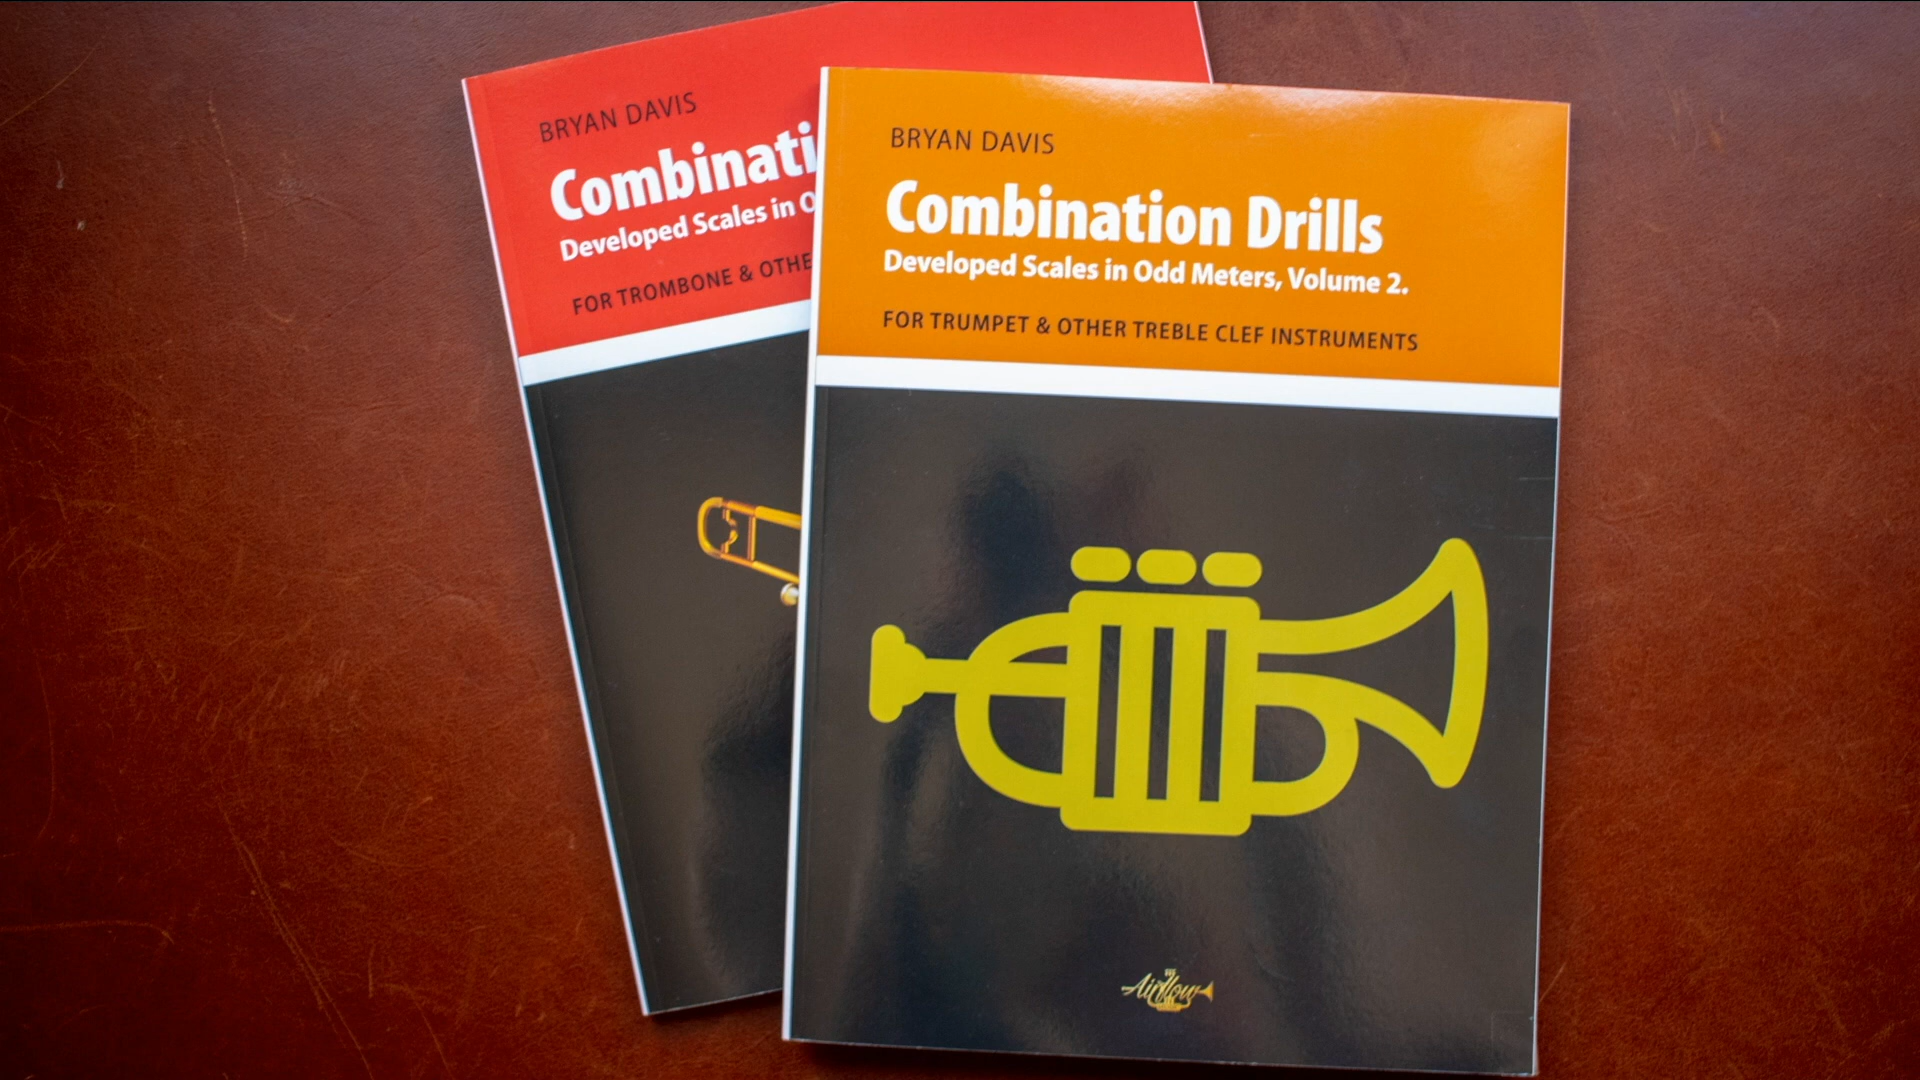 BRYAN DAVIS
Combinati
Developed Scales in O
FOR TROMBONE & OTHE
BRYAN DAVIS
Combination Drills
Developed Scales in Odd Meters, Volume 2.
FOR TRUMPET & OTHER TREBLE CLEF INSTRUMENTS
Airflow